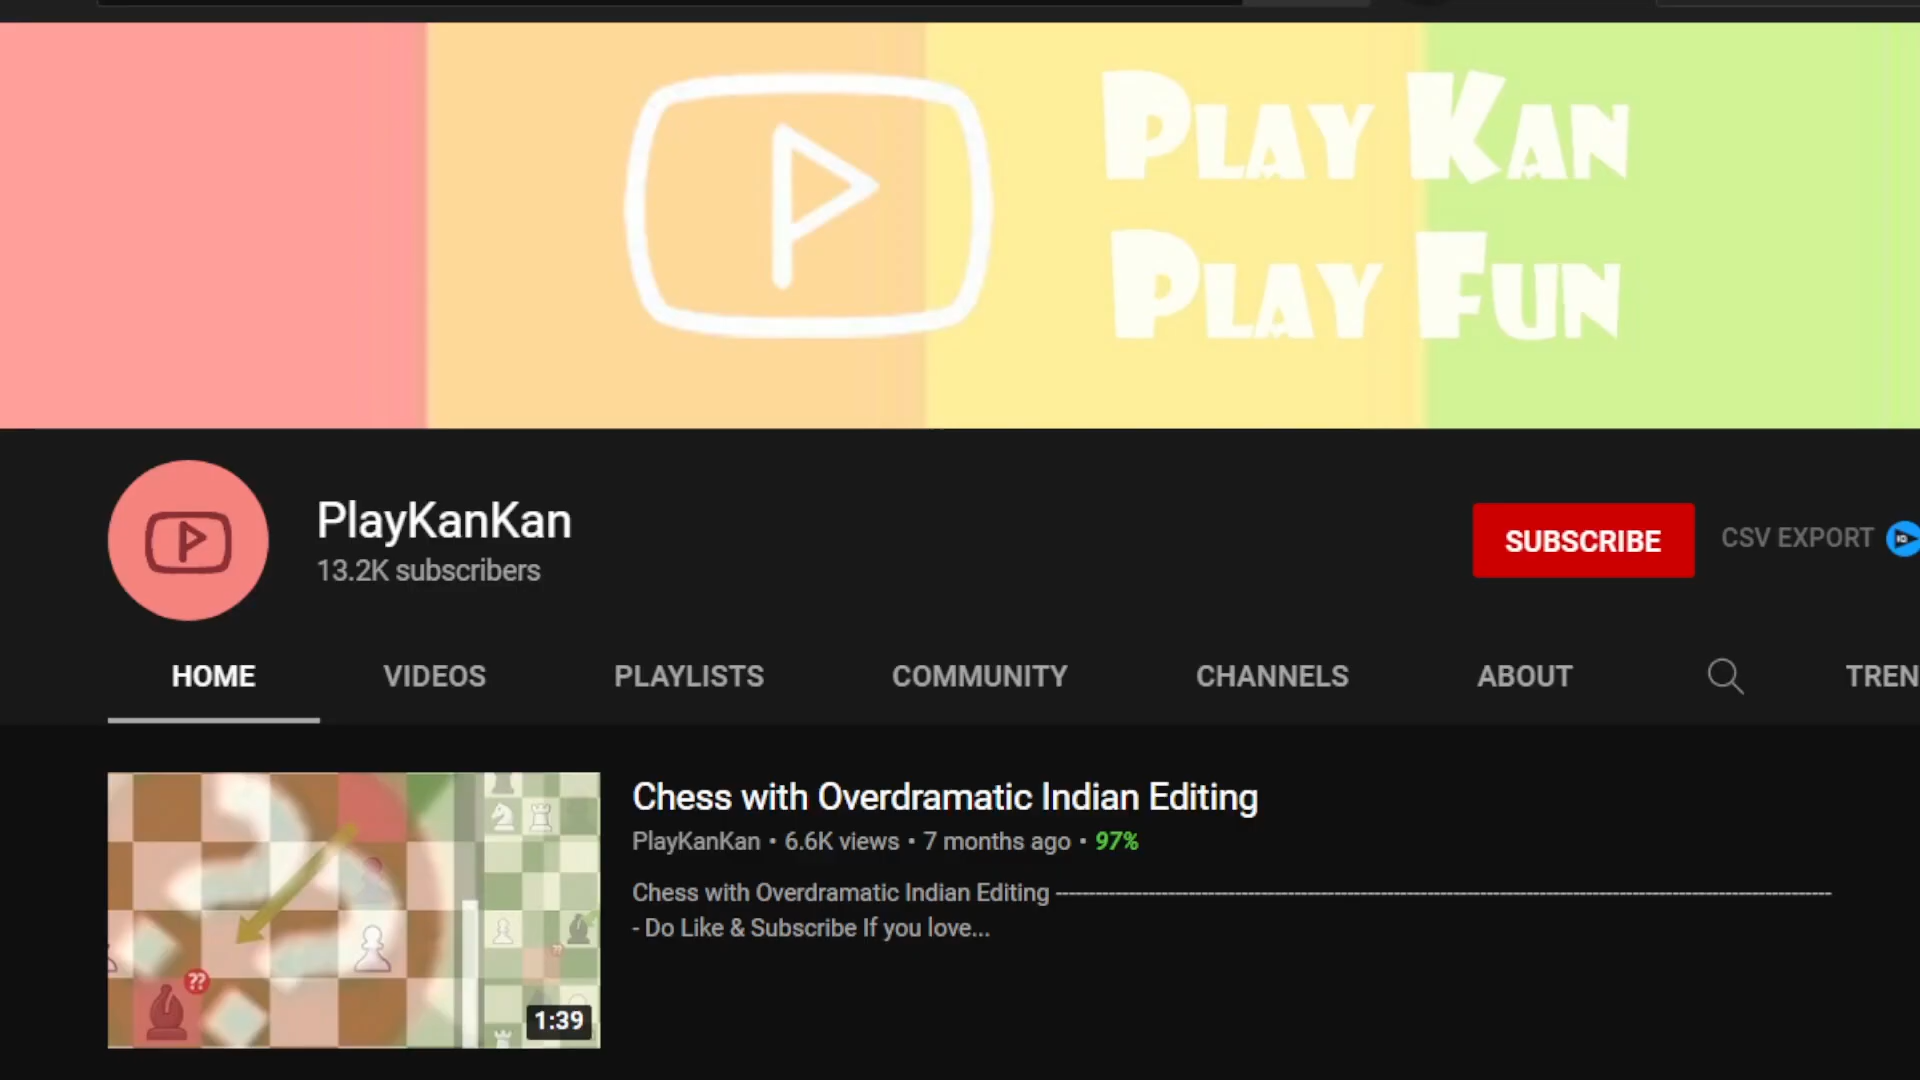 PLAY KAN
PLAY FUN
PlayKanKan
13.2K subscribers
SUBSCRIBE
CSV EXPORT
HOME
VIDEOS
PLAYLISTS
COMMUNITY
CHANNELS
ABOUT
TREN
??
??
1:39
Chess with Overdramatic Indian Editing
PlayKanKan • 6.6K views • 7 months ago • 97%
Chess with Overdramatic Indian Editing -----------------------------------------------------------------------------------------------------------------------
- Do Like & Subscribe If you love...